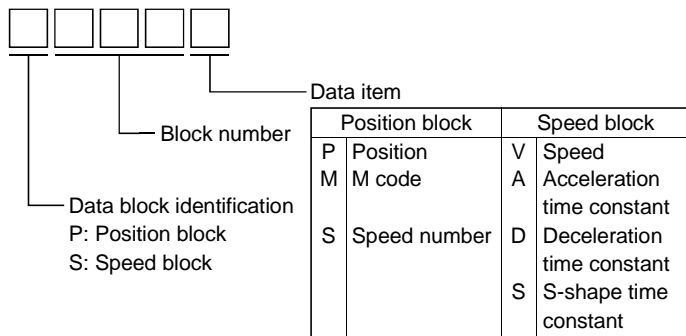 Data item
Block number
Data block identification
P: Position block
S: Speed block
Position block Speed block
P Position V Speed
M M code A Acceleration
time constant
S Speed number D Deceleration
time constant
S S-shape time
constant